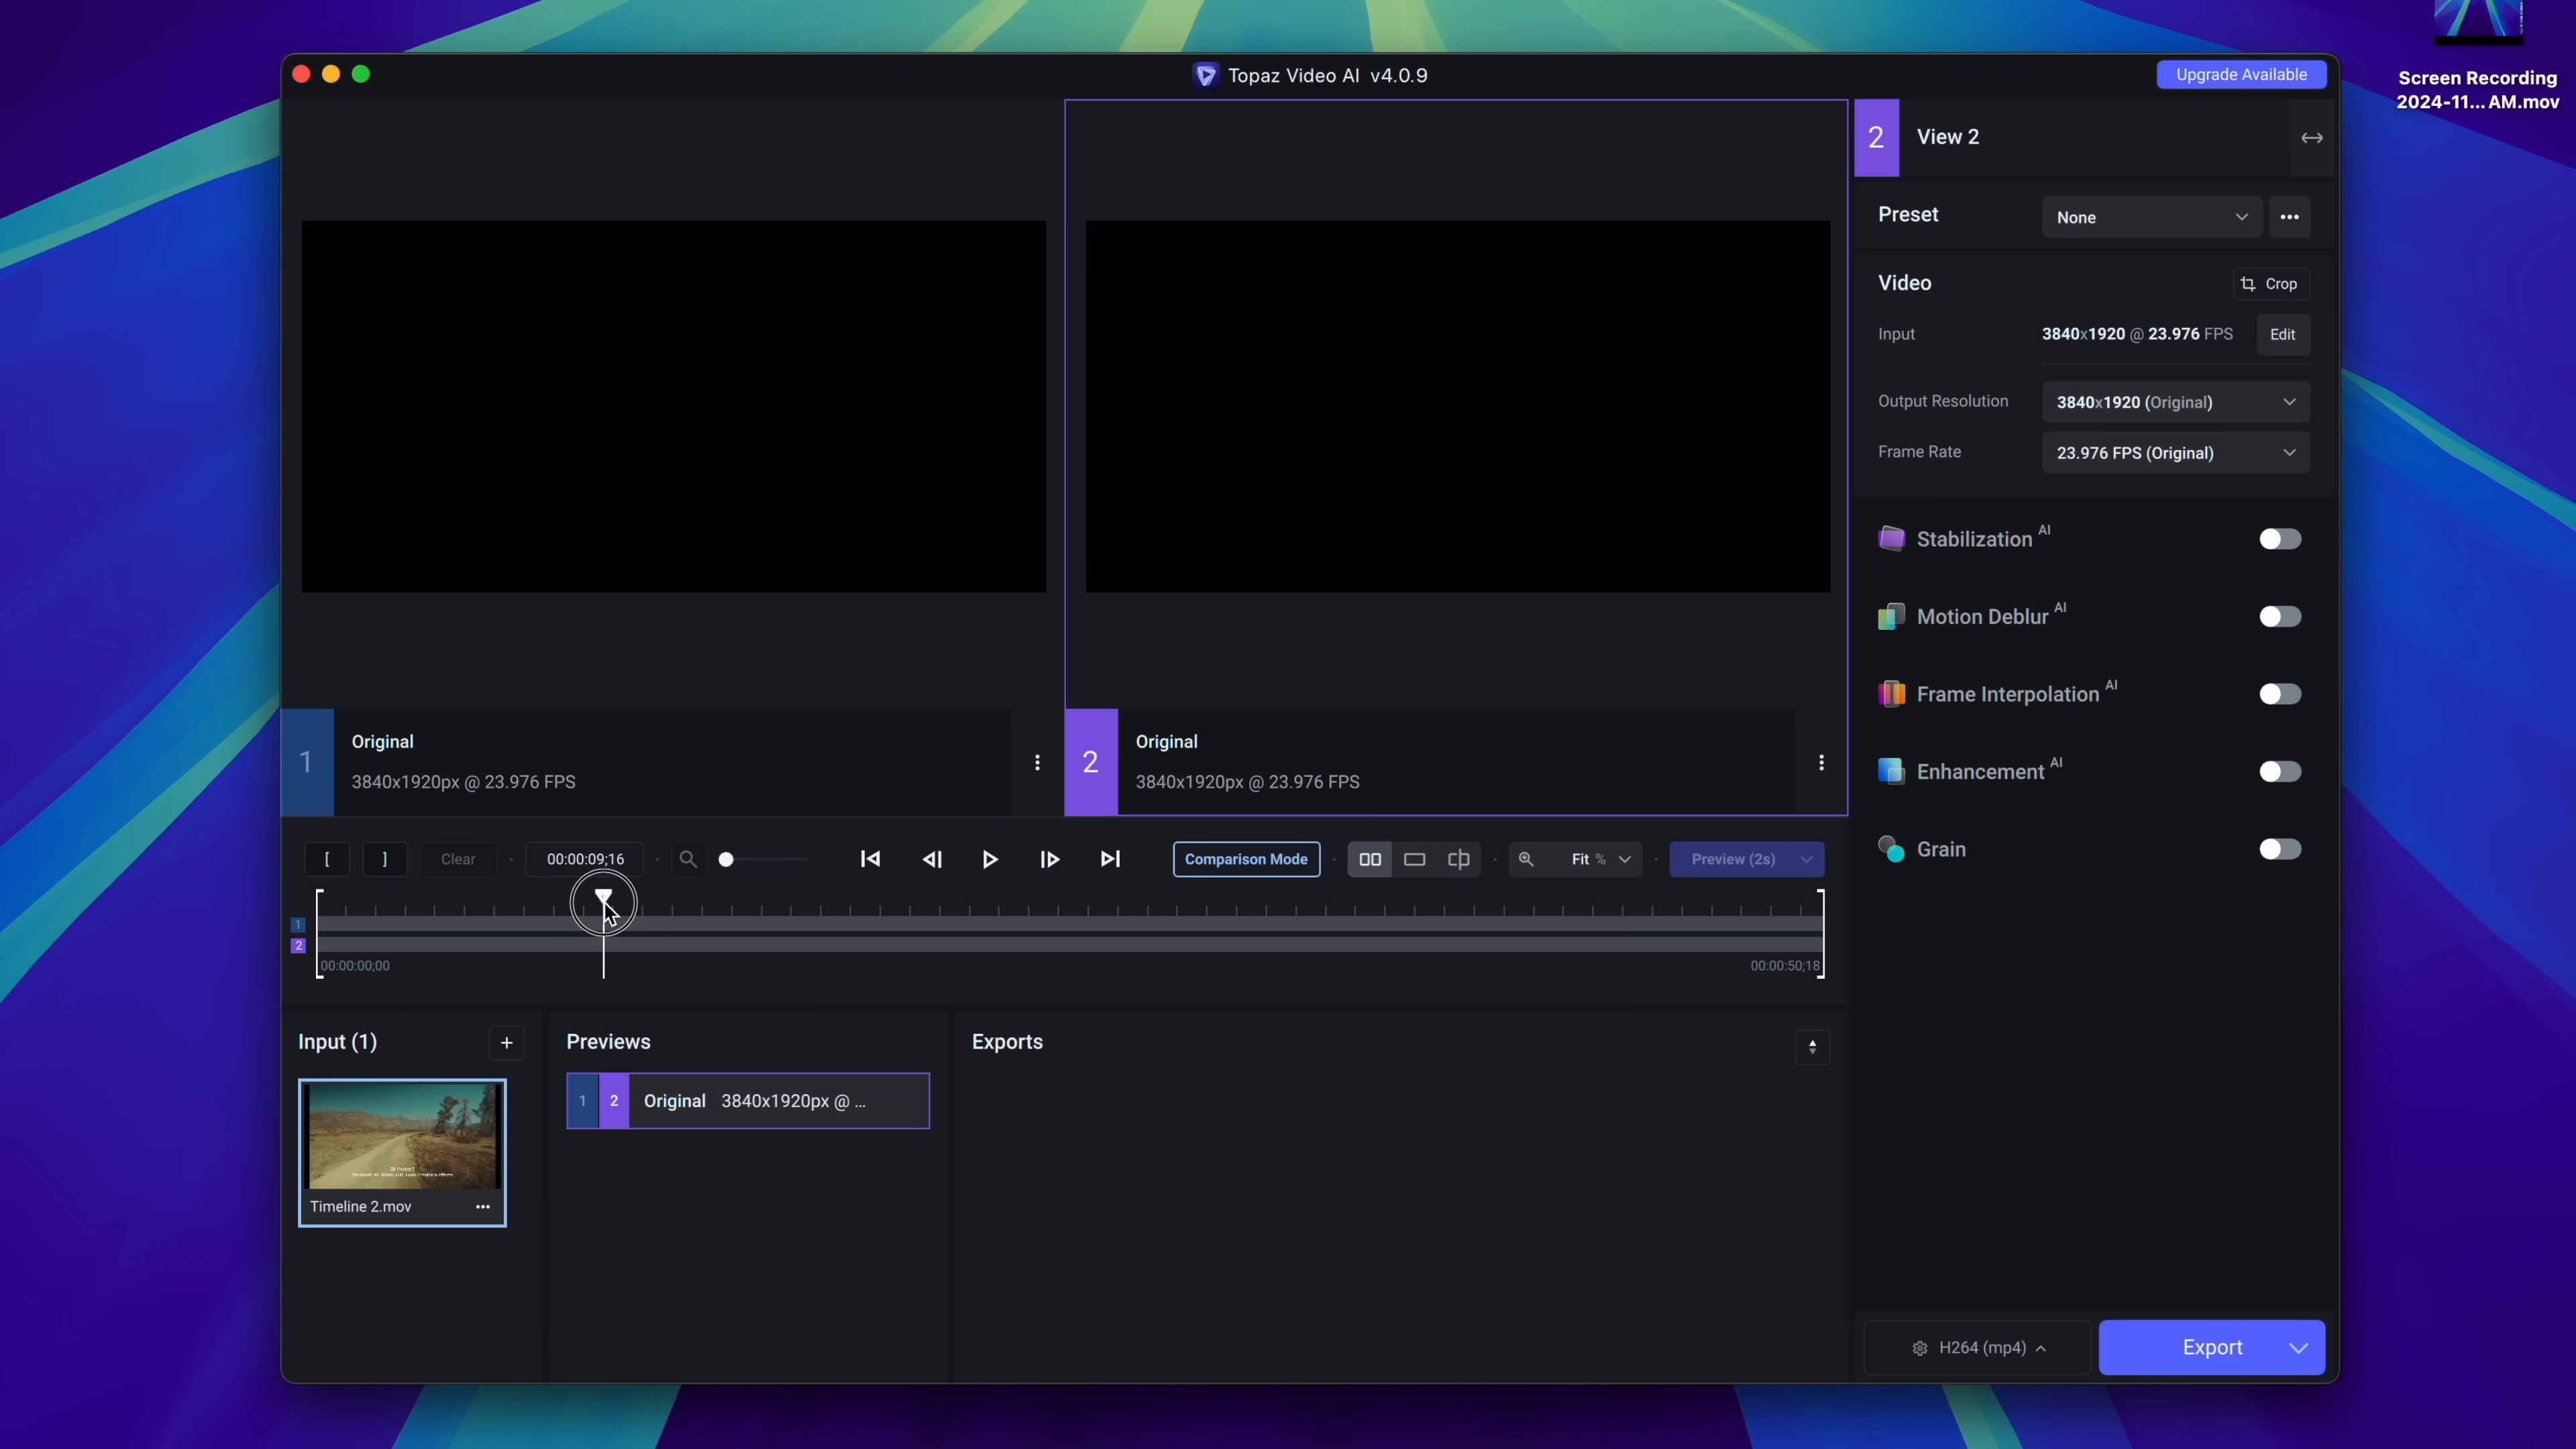 Topaz Video AI v4.0.9
Upgrade Available
Screen Recording
2024-11... AM.mov
2
View 2
Preset
None
Video
Crop
Input
3840x1920 @ 23.976 FPS
Edit
Output Resolution
3840x1920 (Original)
Frame Rate
23.976 FPS (Original)
Stabilization AI
Motion Deblur AI
Frame Interpolation AI
Enhancement AI
Grain
1
Original
3840x1920px @ 23.976 FPS
2
Original
3840x1920px @ 23.976 FPS
[
]
Clear
00:00:09;16
Comparison Mode
Fit %
Preview (2s)
1
2
00:00:00;00
00:00:50;18
Input (1)
+
Timeline 2.mov
Previews
1 2 Original 3840x1920px @ ...
Exports
H264 (mp4)
Export